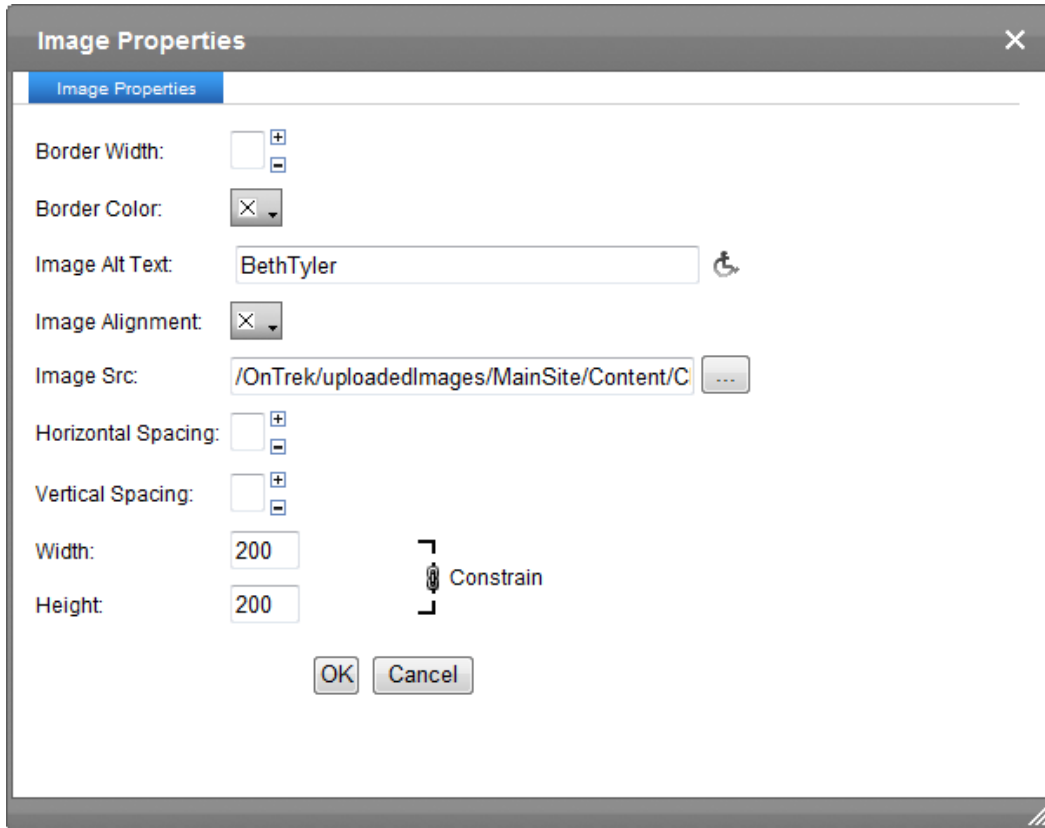 Image Properties
Image Properties
Border Width:
Border Color:
Image Alt Text: BethTyler
Image Alignment:
Image Src: /OnTrek/uploadedImages/MainSite/Content/C ...
Horizontal Spacing:
Vertical Spacing:
Width: 200
Constrain
Height: 200
OK Cancel